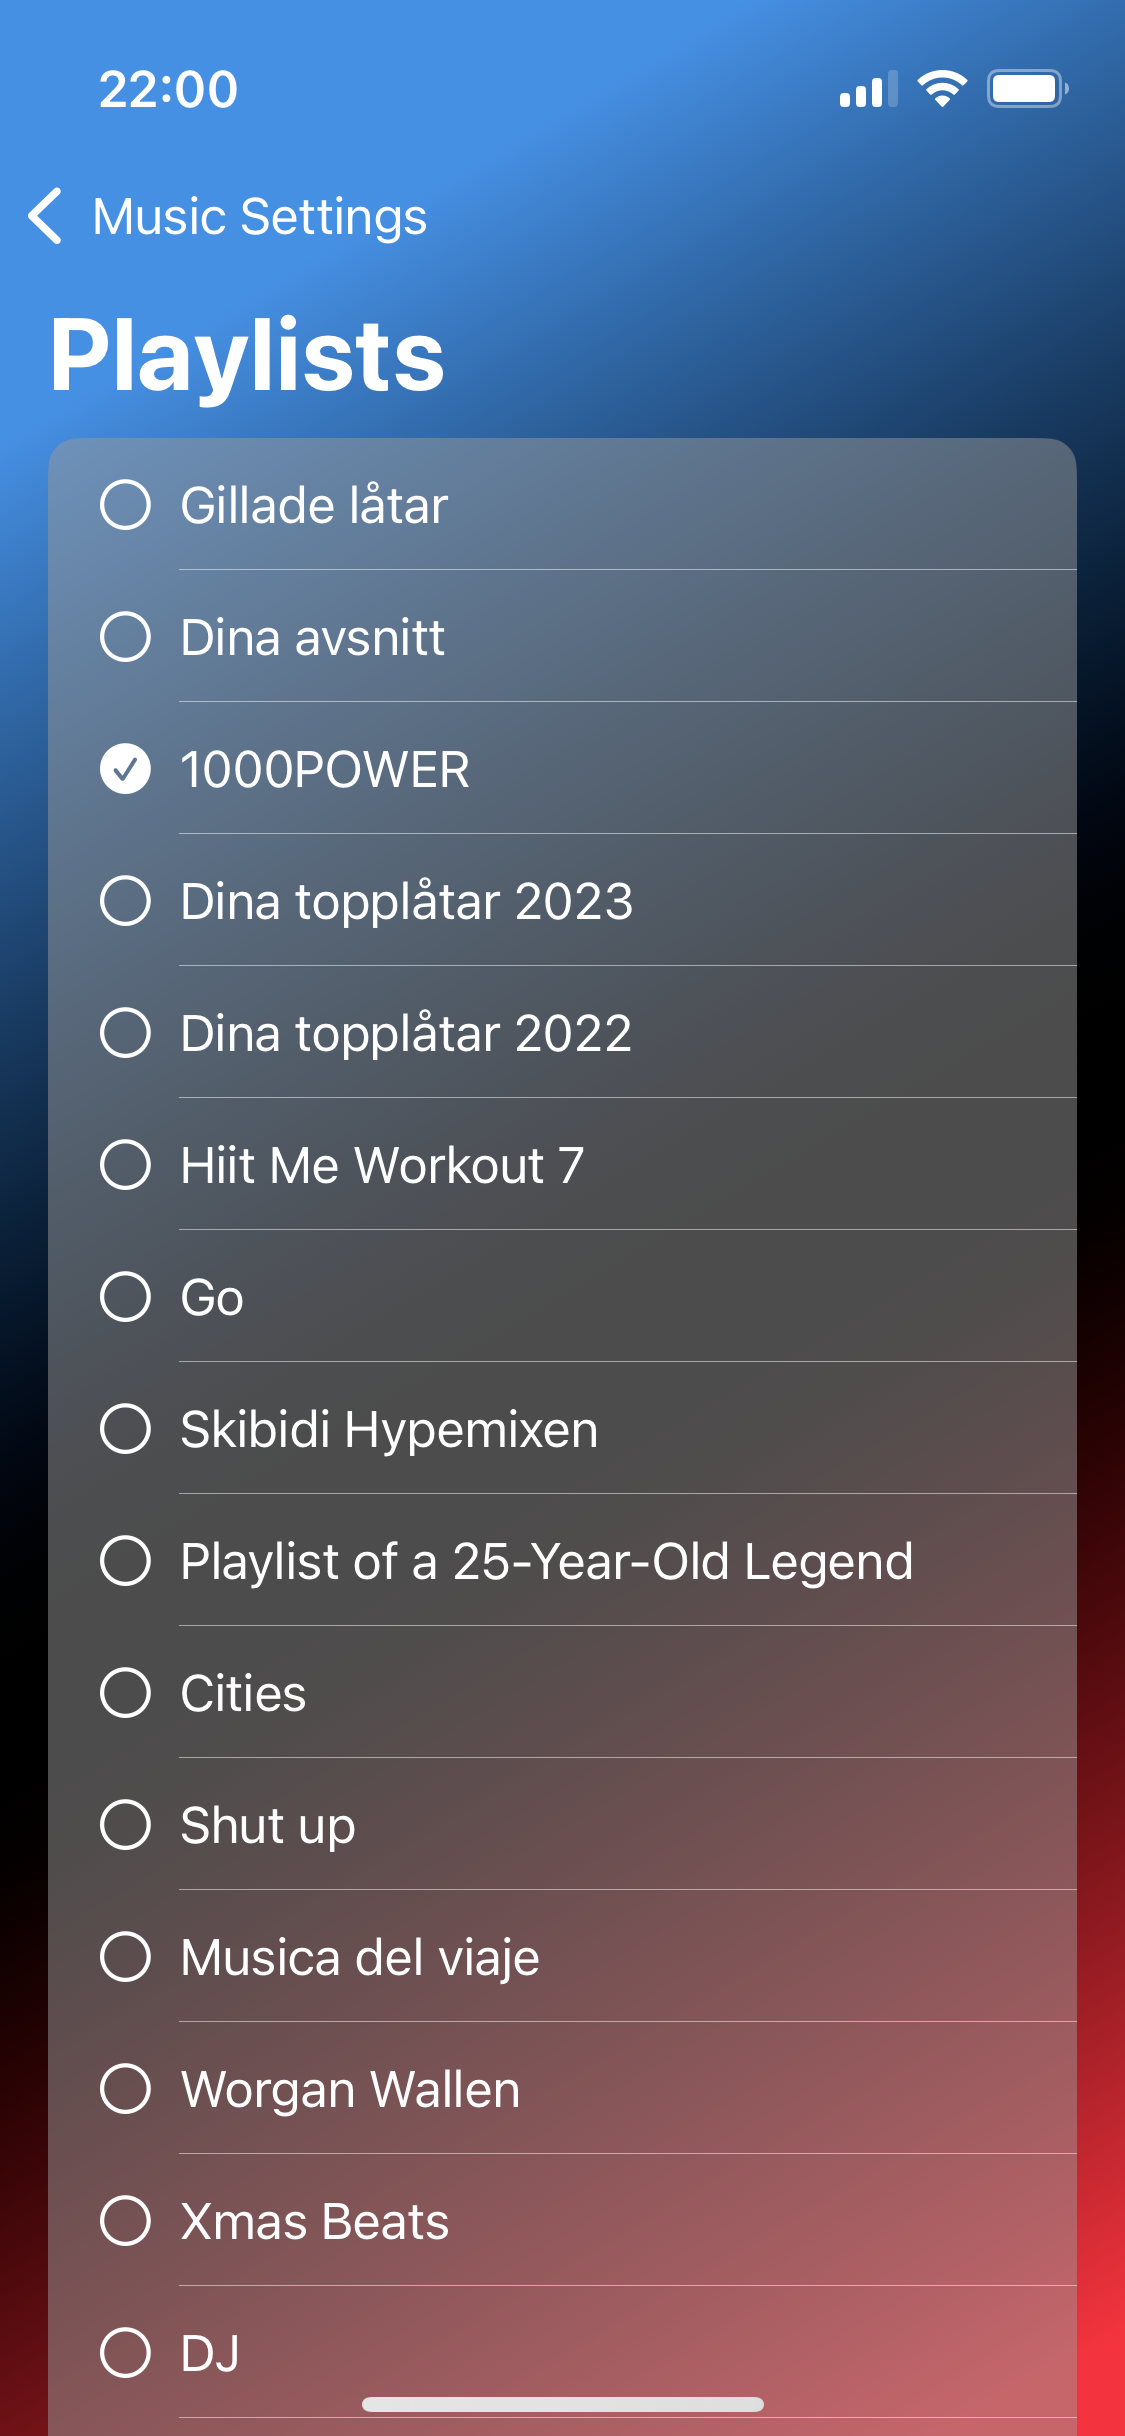 22:00
Music Settings
Playlists
Gillade låtar
Dina avsnitt
1000POWER
Dina topplåtar 2023
Dina topplåtar 2022
Hiit Me Workout 7
Go
Skibidi Hypemixen
Playlist of a 25-Year-Old Legend
Cities
Shut up
Musica del viaje
Worgan Wallen
Xmas Beats
DJ